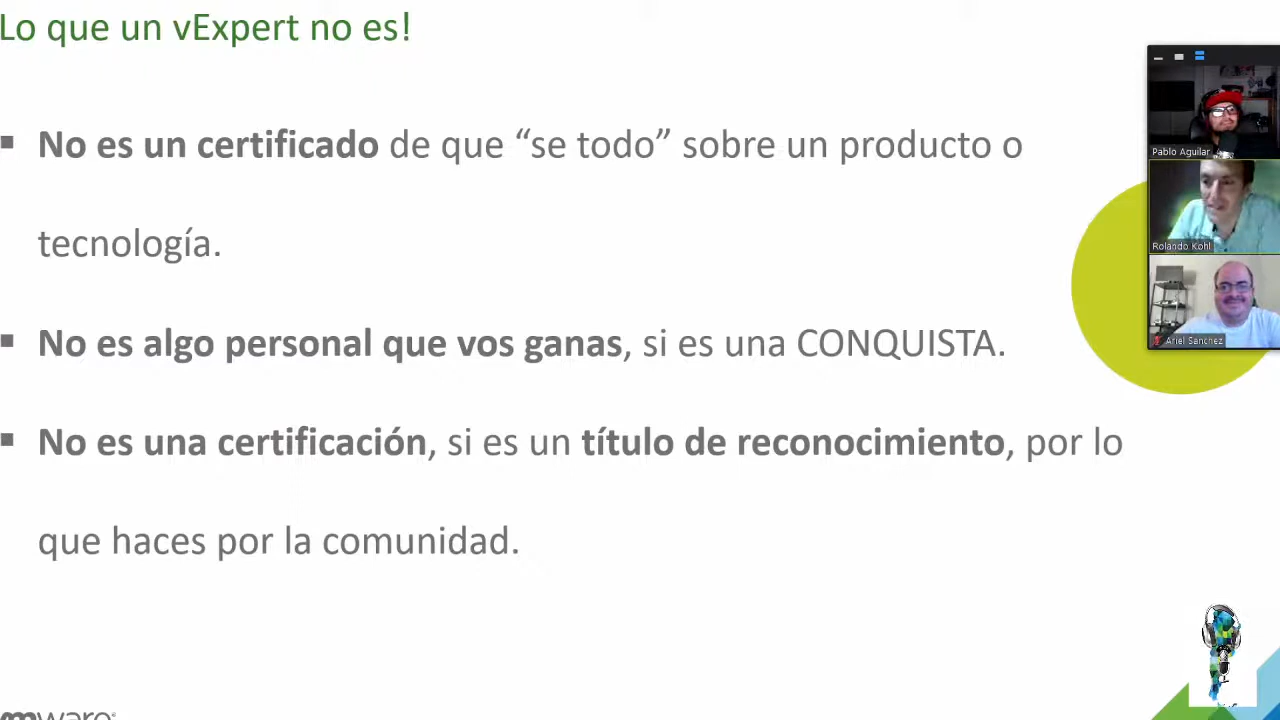 Lo que un vExpert no es!
▪ No es un certificado de que “se todo” sobre un producto o
tecnología.
▪ No es algo personal que vos ganas, si es una CONQUISTA.
▪ No es una certificación, si es un título de reconocimiento, por lo
que haces por la comunidad.
Pablo Aguilar
Rolando Kohl
Ariel Sanchez
vmware®